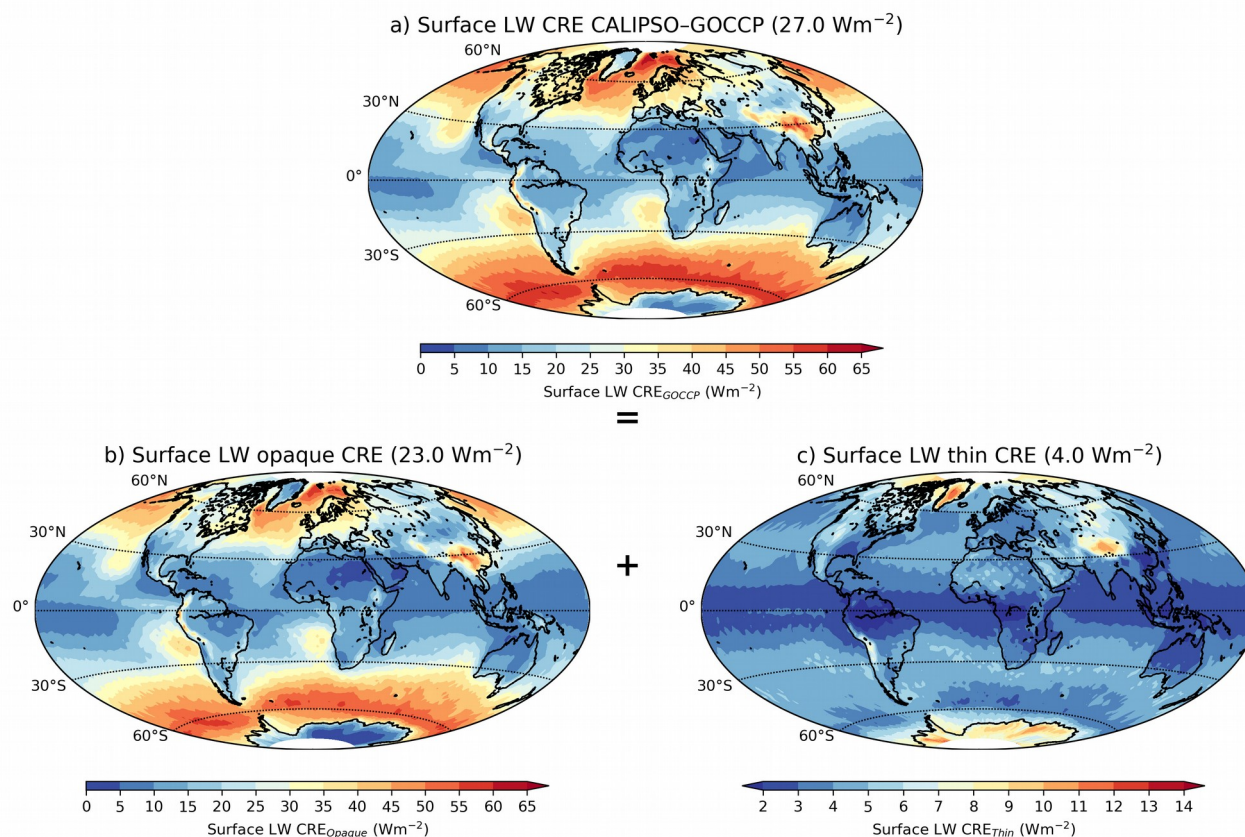 a) Surface LW CRE CALIPSO–GOCCP (27.0 Wm−2)
60°N
30°N
0°
30°S
60°S
0 5 10 15 20 25 30 35 40 45 50 55 60 65
Surface LW CREGOCCP (Wm−2)
=
b) Surface LW opaque CRE (23.0 Wm−2)
60°N
30°N
0°
30°S
60°S
0 5 10 15 20 25 30 35 40 45 50 55 60 65
Surface LW CREOpaque (Wm−2)
+
c) Surface LW thin CRE (4.0 Wm−2)
60°N
30°N
0°
30°S
60°S
2 3 4 5 6 7 8 9 10 11 12 13 14
Surface LW CREThin (Wm−2)